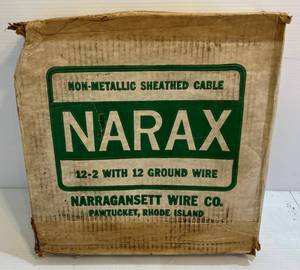 NON-METALLIC SHEATHED CABLE
NARAX
12-2 WITH 12 GROUND WIRE
NARRAGANSETT WIRE CO.
PAWTUCKET, RHODE ISLAND